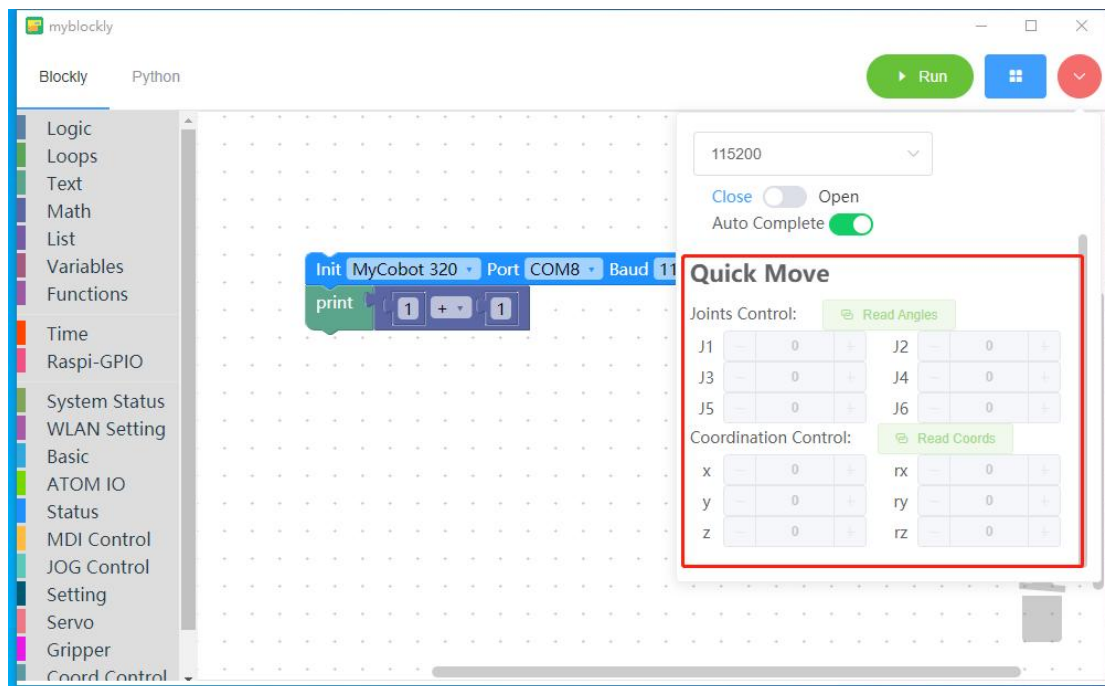 myblockly
Blockly Python
Run
Logic
Loops
Text
Math
List
Variables
Functions
Time
Raspi-GPIO
System Status
WLAN Setting
Basic
ATOM IO
Status
MDI Control
JOG Control
Setting
Servo
Gripper
Coord Control
Init MyCobot 320 Port COM8 Baud 11
print 1 + 1
115200
Close Open
Auto Complete
Quick Move
Joints Control: Read Angles
J1 − 0 + J2 − 0 +
J3 − 0 + J4 − 0 +
J5 − 0 + J6 − 0 +
Coordination Control: Read Coords
x − 0 + rx − 0 +
y − 0 + ry − 0 +
z − 0 + rz − 0 +